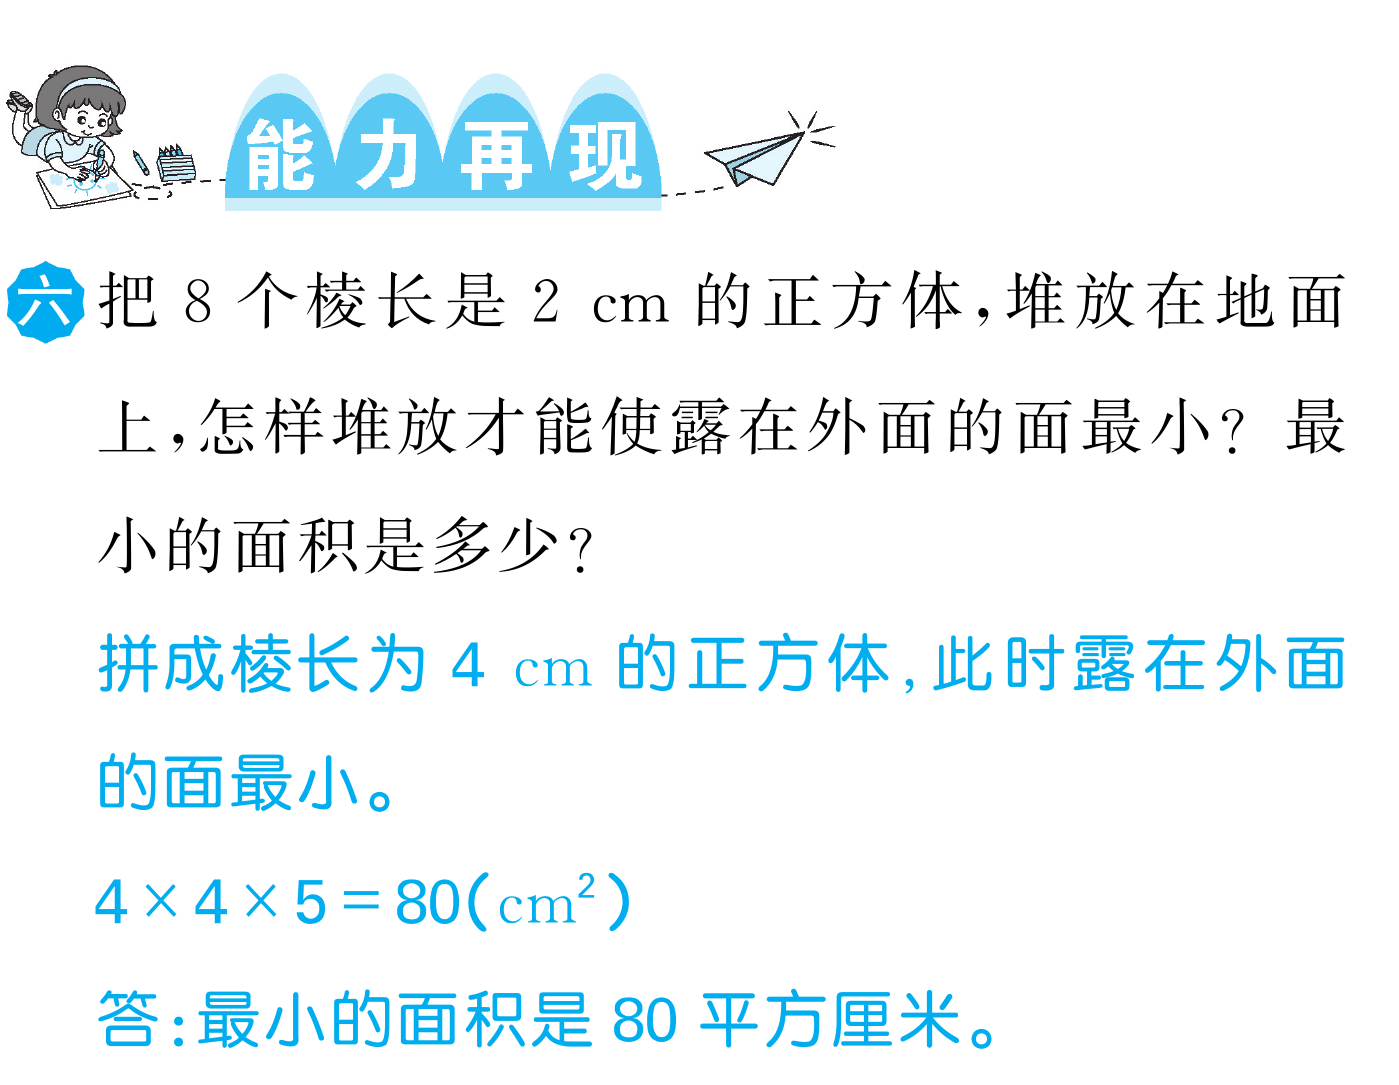 能力再现
六 把 8 个棱长是 2 cm 的正方体,堆放在地面
上,怎样堆放才能使露在外面的面最小? 最
小的面积是多少?
拼成棱长为 4 cm 的正方体,此时露在外面
的面最小。
4×4×5=80(cm²)
答:最小的面积是 80 平方厘米。